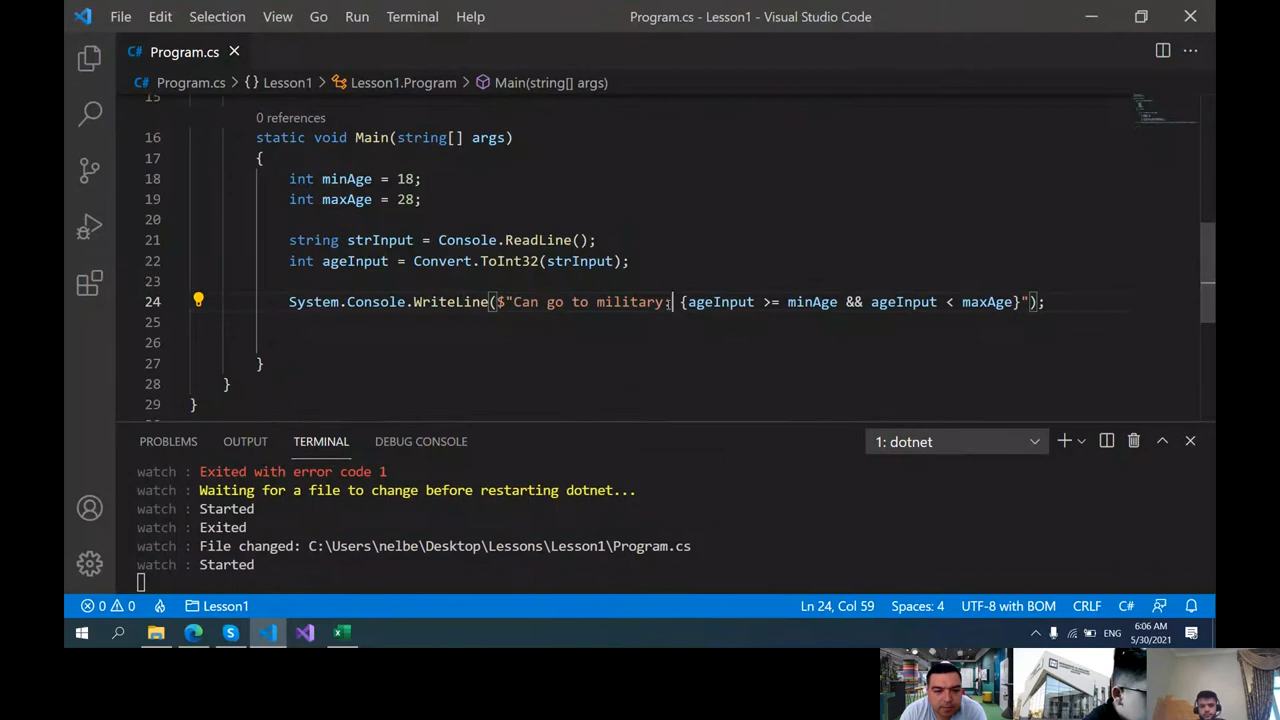 File Edit Selection View Go Run Terminal Help Program.cs - Lesson1 - Visual Studio Code
C# Program.cs
C# Program.cs > {} Lesson1 > Lesson1.Program > Main(string[] args)
15
0 references
16 static void Main(string[] args)
17 {
18 int minAge = 18;
19 int maxAge = 28;
20
21 string strInput = Console.ReadLine();
22 int ageInput = Convert.ToInt32(strInput);
23
24 System.Console.WriteLine($"Can go to military: {ageInput >= minAge && ageInput < maxAge}");
25
26
27 }
28 }
29 }
PROBLEMS OUTPUT TERMINAL DEBUG CONSOLE 1: dotnet
watch : Exited with error code 1
watch : Waiting for a file to change before restarting dotnet...
watch : Started
watch : Exited
watch : File changed: C:\Users\nelbe\Desktop\Lessons\Lesson1\Program.cs
watch : Started
0 0 Lesson1 Ln 24, Col 59 Spaces: 4 UTF-8 with BOM CRLF C#
ENG 6:06 AM
5/30/2021